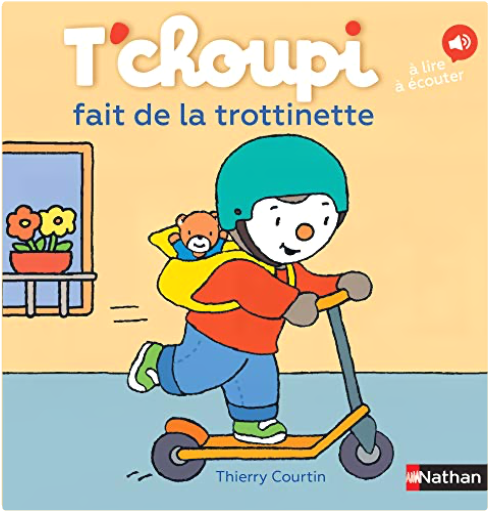 T'choupi
à lire
à écouter
fait de la trottinette
Thierry Courtin
Nathan